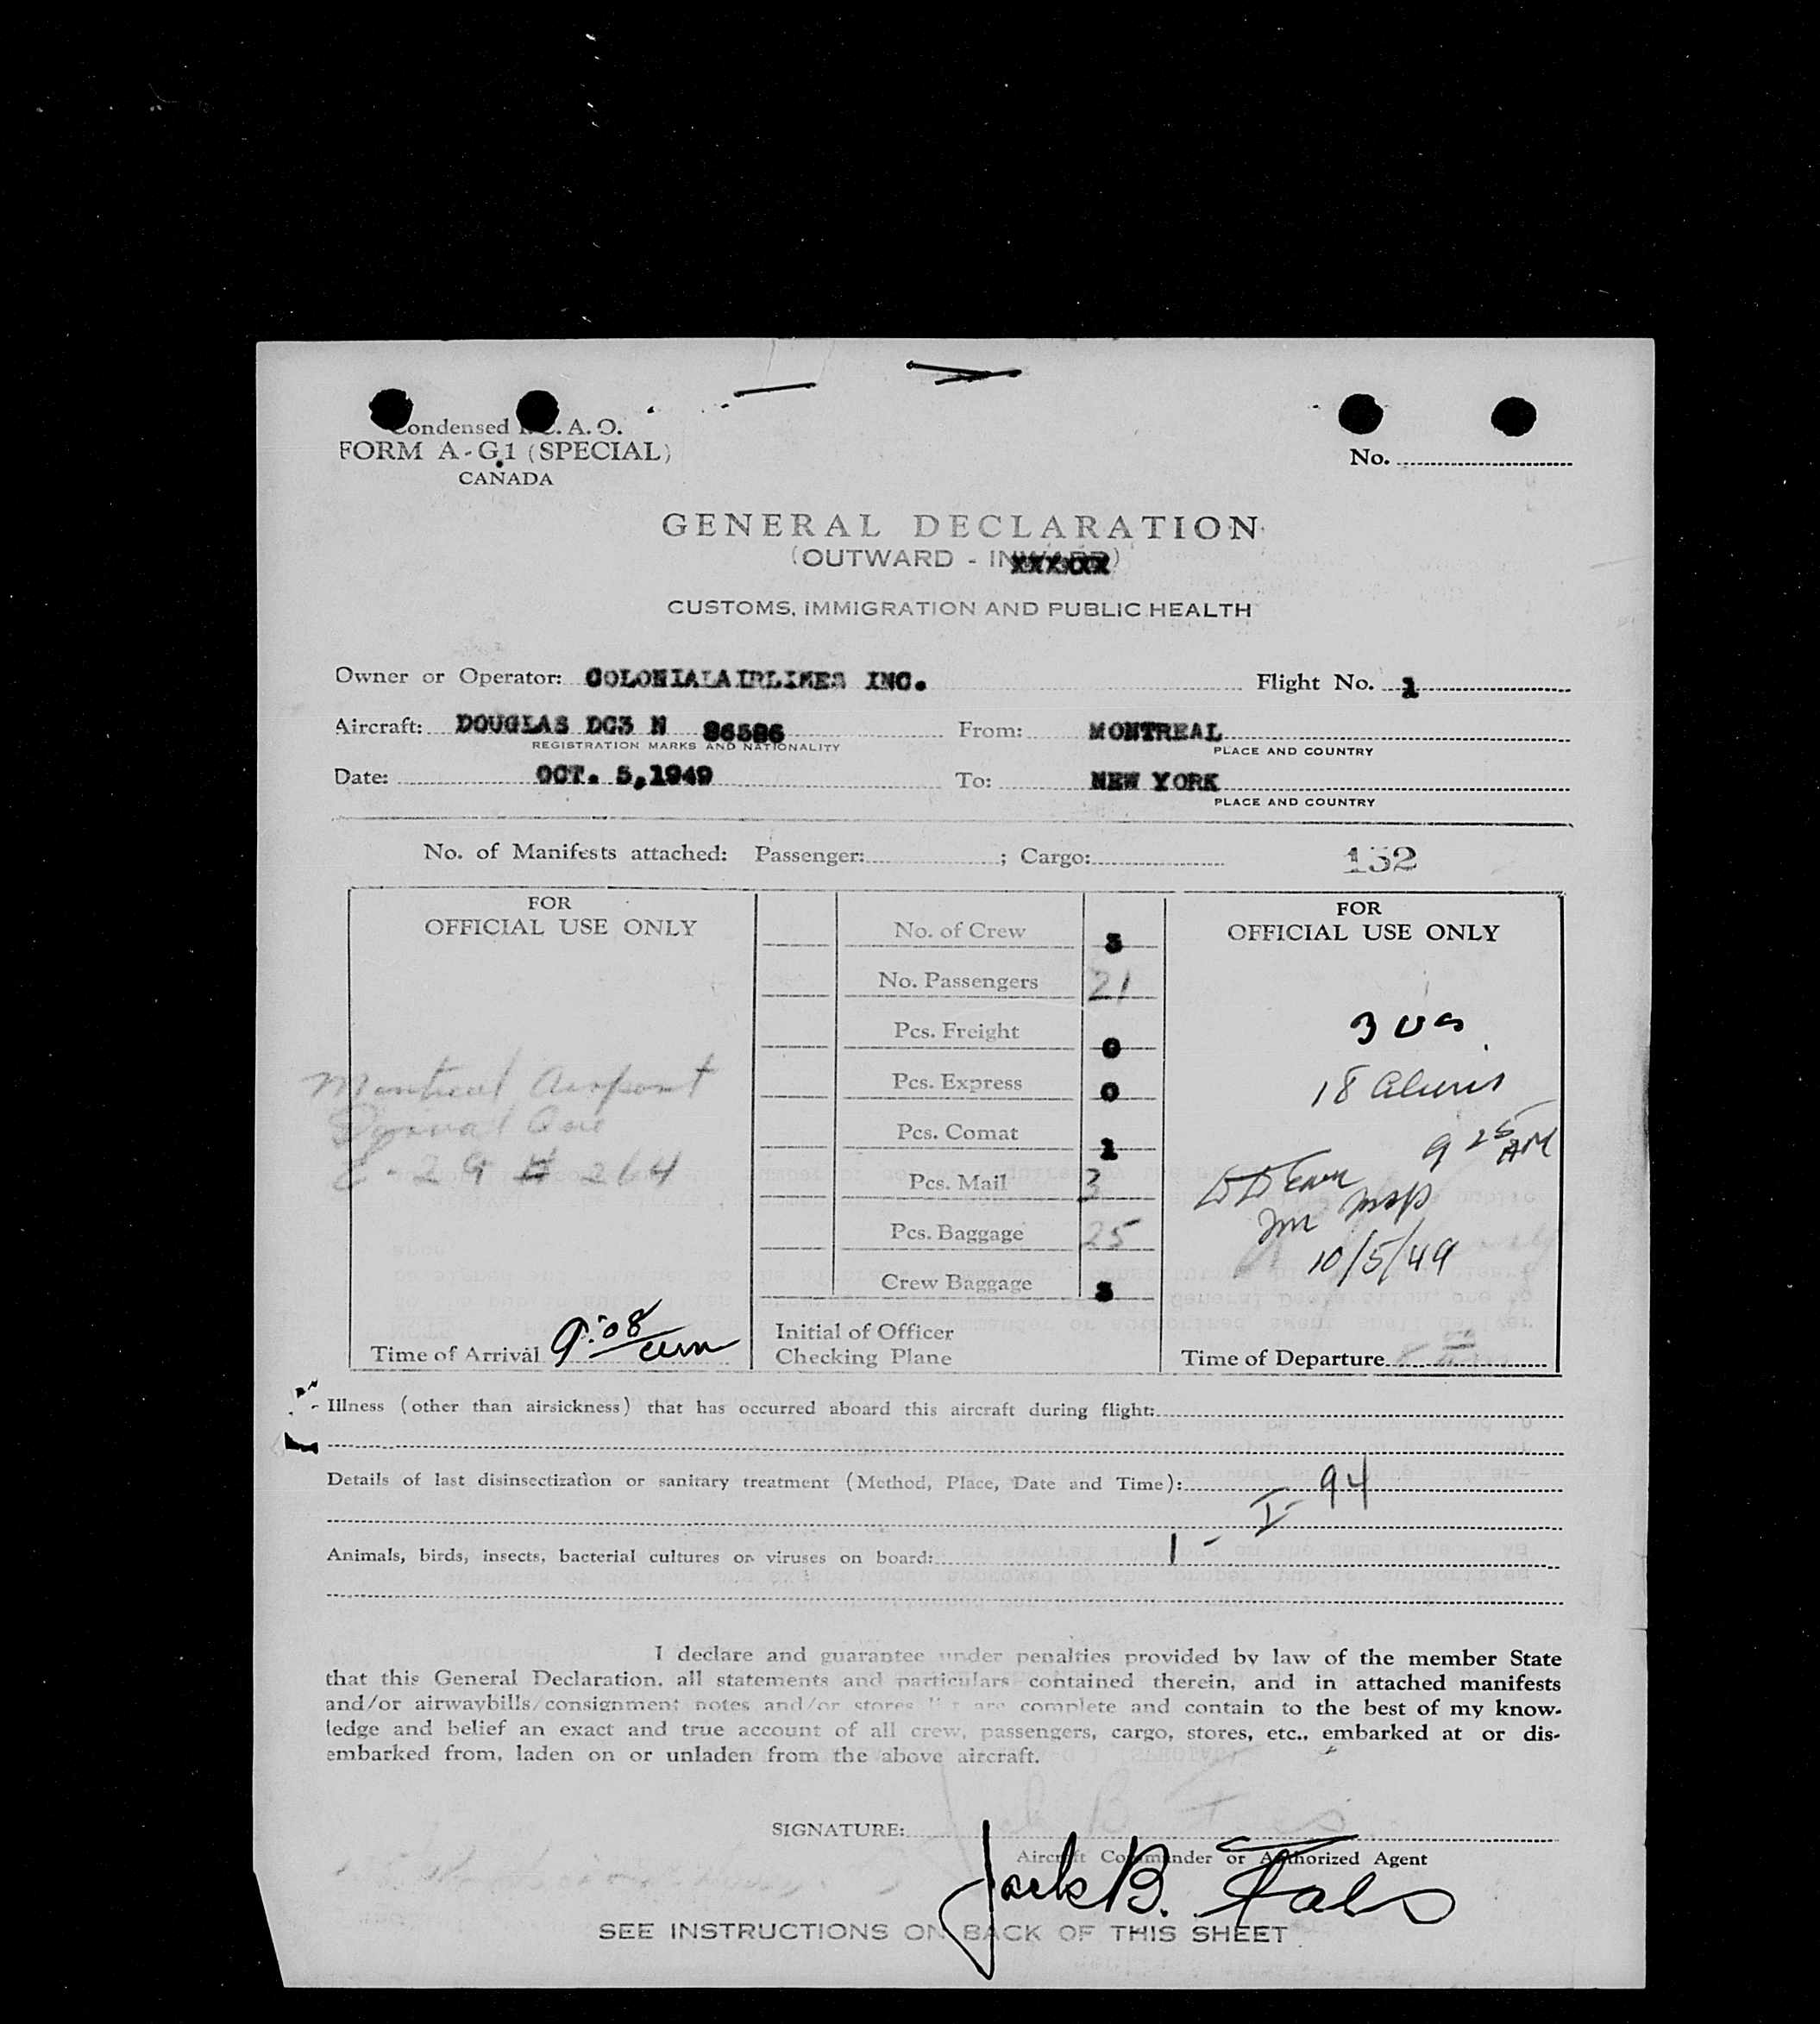 Condensed I.C.A.O.
FORM A-G.1 (SPECIAL)
CANADA
No.
GENERAL DECLARATION
(OUTWARD - INWARD)
CUSTOMS, IMMIGRATION AND PUBLIC HEALTH
Owner or Operator: COLONIALAIRLINES INC. Flight No. 1
Aircraft: DOUGLAS DC3 N 86586 From: MONTREAL
REGISTRATION MARKS AND NATIONALITY PLACE AND COUNTRY
Date: OCT. 5,1949 To: NEW YORK
PLACE AND COUNTRY
No. of Manifests attached: Passenger: ; Cargo: 132
FOR
OFFICIAL USE ONLY
Montreal Airport
Dorval Que
29 264
Time of Arrival 9:08 am
No. of Crew 3
No. Passengers 21
Pcs. Freight 0
Pcs. Express 0
Pcs. Comat 1
Pcs. Mail 3
Pcs. Baggage 25
Crew Baggage 3
Initial of Officer
Checking Plane
FOR
OFFICIAL USE ONLY
3 USC
18 Aliens
9 25 AM
Imm Insp
10/5/49
Time of Departure
Illness (other than airsickness) that has occurred aboard this aircraft during flight:
Details of last disinsectization or sanitary treatment (Method, Place, Date and Time):
I-94
Animals, birds, insects, bacterial cultures or viruses on board: 1 -
I declare and guarantee under penalties provided by law of the member State
that this General Declaration, all statements and particulars contained therein, and in attached manifests
and/or airwaybills/consignment notes and/or stores list are complete and contain to the best of my know-
ledge and belief an exact and true account of all crew, passengers, cargo, stores, etc., embarked at or dis-
embarked from, laden on or unladen from the above aircraft.
SIGNATURE:
Aircraft Commander or Authorized Agent
Jack B.
SEE INSTRUCTIONS ON BACK OF THIS SHEET